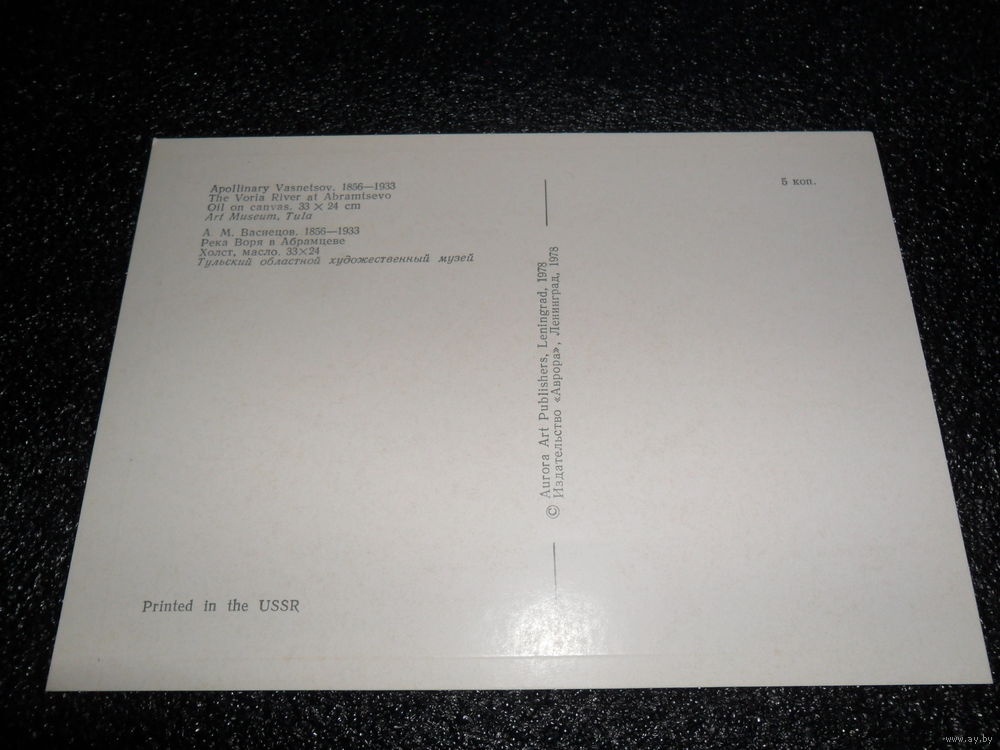 Apollinary Vasnetsov. 1856—1933
The Voria River at Abramtsevo
Oil on canvas. 33 × 24 cm
Art Museum, Tula
А. М. Васнецов. 1856—1933
Река Воря в Абрамцеве
Холст, масло. 33×24
Тульский областной художественный музей
5 коп.
© Aurora Art Publishers, Leningrad, 1978
Издательство «Аврора», Ленинград, 1978
Printed in the USSR
www.ay.by